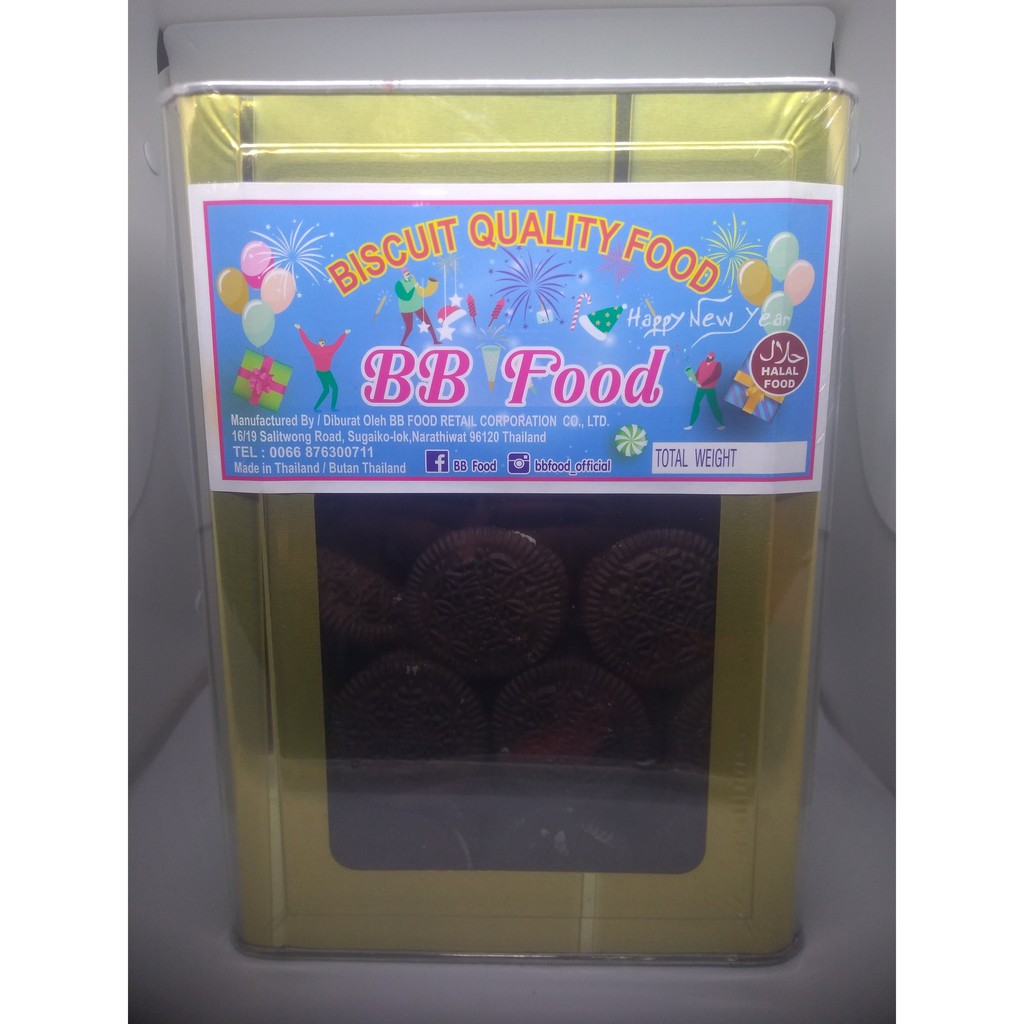 BISCUIT QUALITY FOOD
Happy New Year
BB Food
حلال
HALAL
FOOD
Manufactured By / Diburat Oleh BB FOOD RETAIL CORPORATION CO., LTD.
16/19 Salitwong Road, Sugaiko-lok,Narathiwat 96120 Thailand
TEL : 0066 876300711
Made in Thailand / Butan Thailand
BB Food
bbfood_official
TOTAL WEIGHT